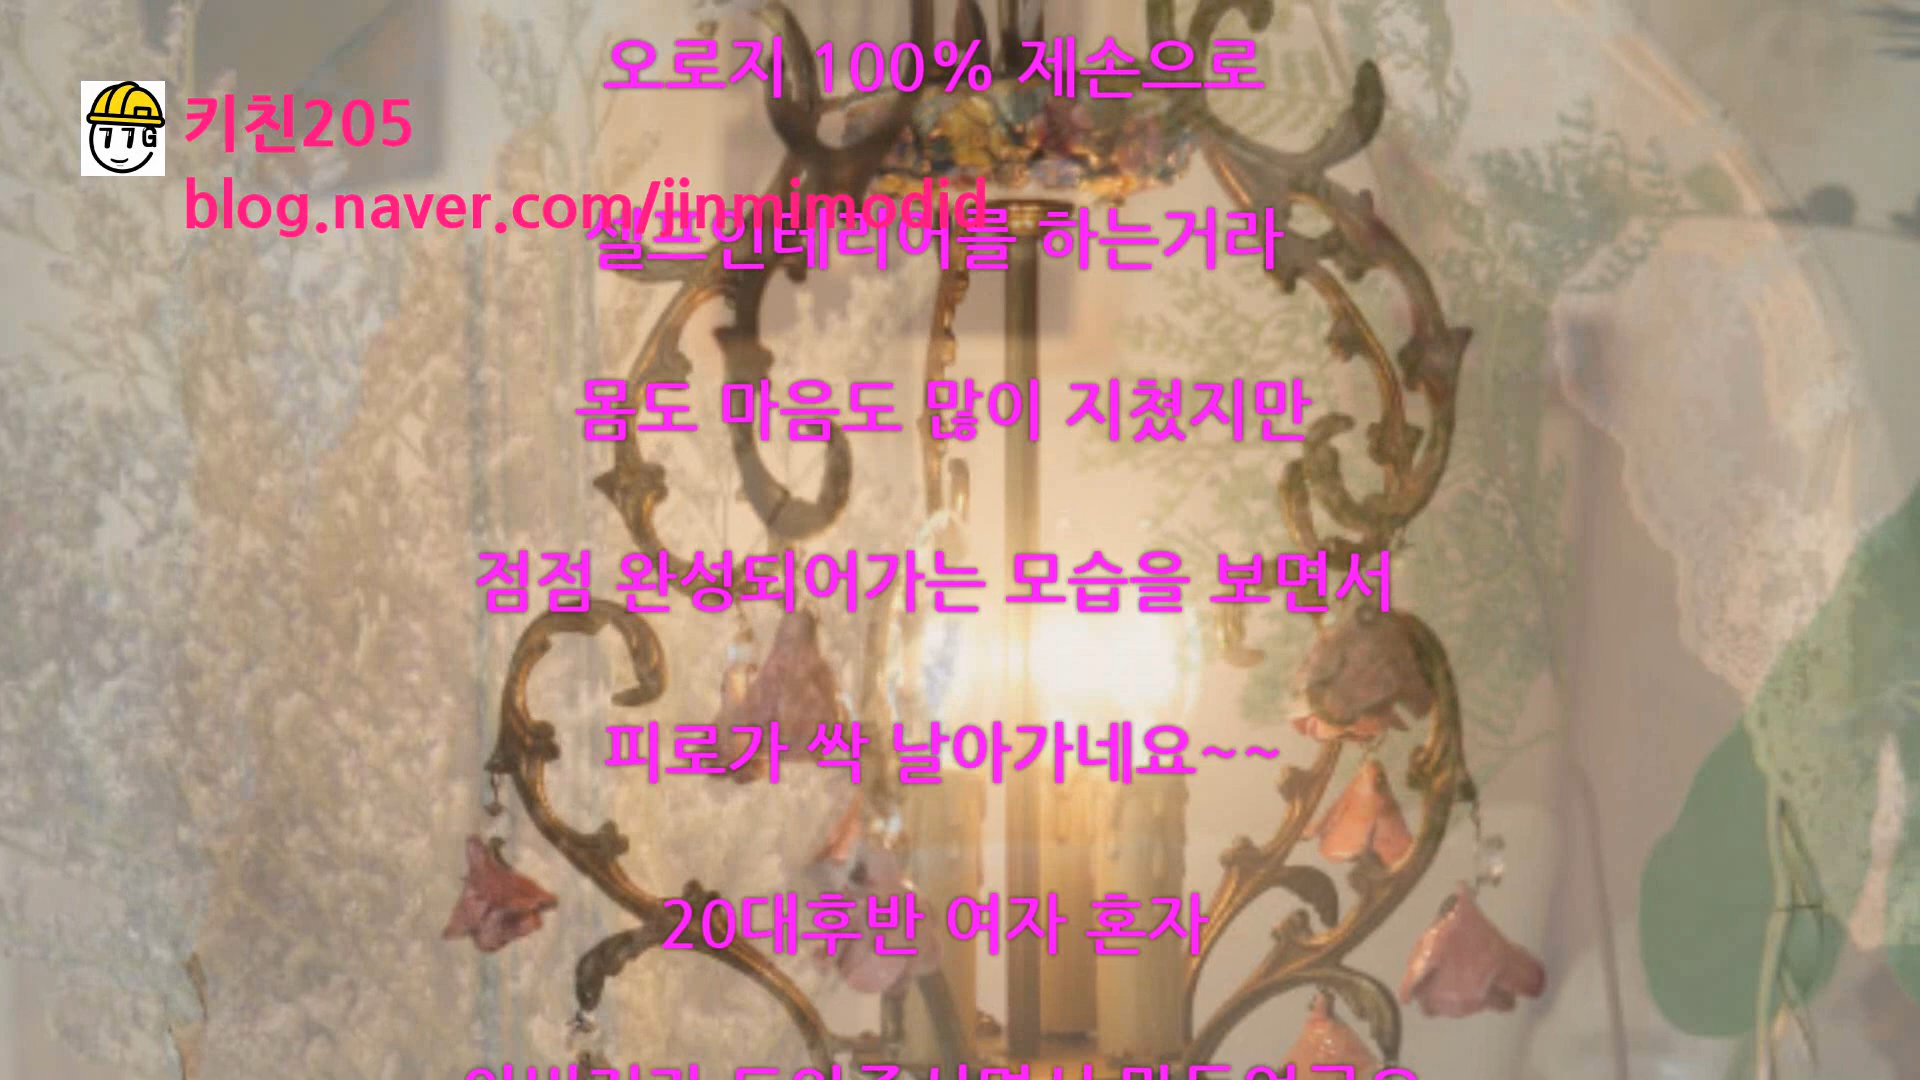 오로지 100% 제손으로
77G
키친205
blog.naver.com/jinmimodid
셀프인테리어를 하는거라
몸도 마음도 많이 지쳤지만
점점 완성되어가는 모습을 보면서
피로가 싹 날아가네요~~
20대후반 여자 혼자